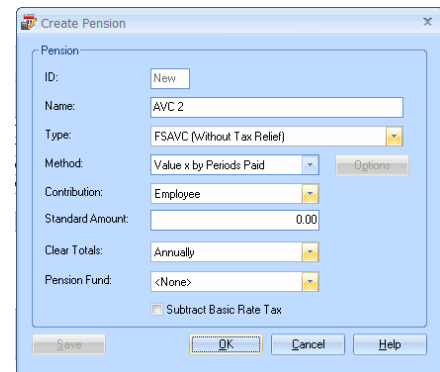 Create Pension
x
Pension
ID: New
Name: AVC 2
Type: FSAVC (Without Tax Relief)
Method: Value x by Periods Paid Options
Contribution: Employee
Standard Amount: 0.00
Clear Totals: Annually
Pension Fund: <None>
Subtract Basic Rate Tax
Save OK Cancel Help